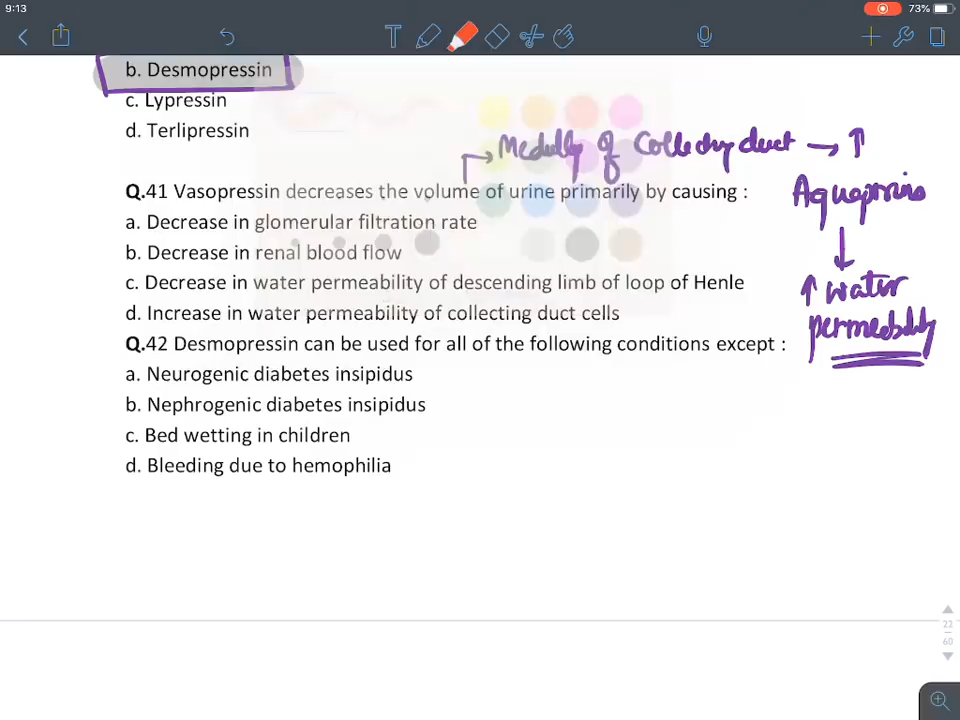 9:13
73%
T
b. Desmopressin
c. Lypressin
d. Terlipressin
Medully of Collectry duct → ↑
Aquaporins
↓
↑ water
permeability
Q.41 Vasopressin decreases the volume of urine primarily by causing :
a. Decrease in glomerular filtration rate
b. Decrease in renal blood flow
c. Decrease in water permeability of descending limb of loop of Henle
d. Increase in water permeability of collecting duct cells
Q.42 Desmopressin can be used for all of the following conditions except :
a. Neurogenic diabetes insipidus
b. Nephrogenic diabetes insipidus
c. Bed wetting in children
d. Bleeding due to hemophilia
22
60